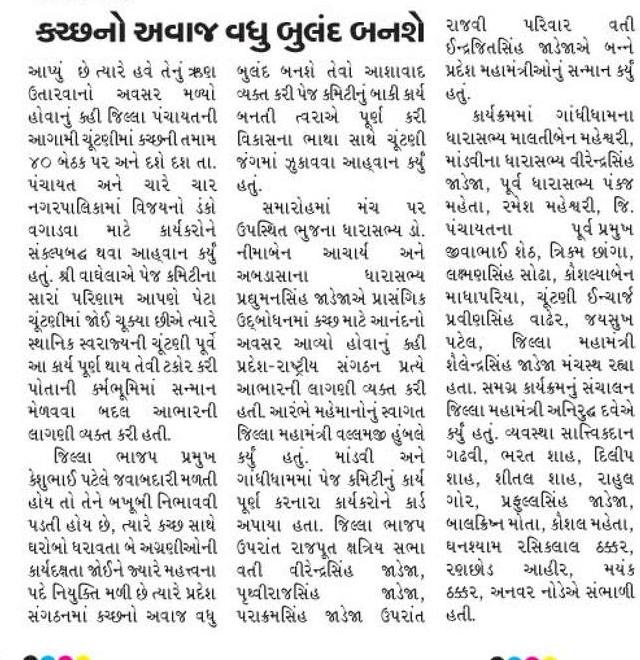 કચ્છનો અવાજ વધુ બુલંદ બનશે
આપ્યું છે ત્યારે હવે તેનું ઋણ
ઉતારવાનો અવસર મળ્યો
હોવાનું કહી જિલ્લા પંચાયતની
આગામી ચૂંટણીમાં કચ્છની તમામ
૪૦ બેઠક પર અને દશે દશ તા.
પંચાયત અને ચારે ચાર
નગરપાલિકામાં વિજયનો ડંકો
વગાડવા માટે કાર્યકરોને
સંકલ્પબદ્ધ થવા આહ્વાન કર્યું
હતું. શ્રી વાઘેલાએ પેજ કમિટીના
સારાં પરિણામ આપણે પેટા
ચૂંટણીમાં જોઈ ચૂક્યા છીએ ત્યારે
સ્થાનિક સ્વરાજ્યની ચૂંટણી પૂર્વે
આ કાર્ય પૂર્ણ થાય તેવી ટકોર કરી
પોતાની કર્મભૂમિમાં સન્માન
મેળવવા બદલ આભારની
લાગણી વ્યક્ત કરી હતી.
જિલ્લા ભાજપ પ્રમુખ
કેશુભાઈ પટેલે જવાબદારી મળતી
હોય તો તેને બખૂબી નિભાવવી
પડતી હોય છે, ત્યારે કચ્છ સાથે
ઘરોબો ધરાવતા બે અગ્રણીઓની
કાર્યદક્ષતા જોઈને જ્યારે મહત્ત્વના
પદે નિયુક્તિ મળી છે ત્યારે પ્રદેશ
સંગઠનમાં કચ્છનો અવાજ વધુ
બુલંદ બનશે તેવો આશાવાદ
વ્યક્ત કરી પેજ કમિટીનું બાકી કાર્ય
બનતી ત્વરાએ પૂર્ણ કરી
વિકાસના ભાથા સાથે ચૂંટણી
જંગમાં ઝુકાવવા આહ્વાન કર્યું
હતું.
સમારોહમાં મંચ પર
ઉપસ્થિત ભુજના ધારાસભ્ય ડો.
નીમાબેન આચાર્ય અને
અબડાસાના ધારાસભ્ય
પ્રદ્યુમનસિંહ જાડેજાએ પ્રાસંગિક
ઉદ્બોધનમાં કચ્છ માટે આનંદનો
અવસર આવ્યો હોવાનું કહી
પ્રદેશ-રાષ્ટ્રીય સંગઠન પ્રત્યે
આભારની લાગણી વ્યક્ત કરી
હતી. આરંભે મહેમાનોનું સ્વાગત
જિલ્લા મહામંત્રી વલ્લમજી હુંબલે
કર્યું હતું. માંડવી અને
ગાંધીધામમાં પેજ કમિટીનું કાર્ય
પૂર્ણ કરનારા કાર્યકરોને કાર્ડ
અપાયા હતા. જિલ્લા ભાજપ
ઉપરાંત રાજપૂત ક્ષત્રિય સભા
વતી વીરેન્દ્રસિંહ જાડેજા,
પૃથ્વીરાજસિંહ જાડેજા,
પરાક્રમસિંહ જાડેજા ઉપરાંત
રાજવી પરિવાર વતી
ઈન્દ્રજિતસિંહ જાડેજાએ બન્ને
પ્રદેશ મહામંત્રીઓનું સન્માન કર્યું
હતું.
કાર્યક્રમમાં ગાંધીધામના
ધારાસભ્ય માલતીબેન મહેશ્વરી,
માંડવીના ધારાસભ્ય વીરેન્દ્રસિંહ
જાડેજા, પૂર્વ ધારાસભ્ય પંકજ
મહેતા, રમેશ મહેશ્વરી, જિ.
પંચાયતના પૂર્વ પ્રમુખ
જીવાભાઈ શેઠ, ત્રિકમ છાંગા,
લક્ષ્મણસિંહ સોઢા, કૌશલ્યાબેન
માધાપરિયા, ચૂંટણી ઈન્ચાર્જ
પ્રવીણસિંહ વાઢેર, જયસુખ
પટેલ, જિલ્લા મહામંત્રી
શૈલેન્દ્રસિંહ જાડેજા મંચસ્થ રહ્યા
હતા. સમગ્ર કાર્યક્રમનું સંચાલન
જિલ્લા મહામંત્રી અનિરુદ્ધ દવેએ
કર્યું હતું. વ્યવસ્થા સાત્ત્વિકદાન
ગઢવી, ભરત શાહ, દિલીપ
શાહ, શીતલ શાહ, રાહુલ
ગોર, પ્રફુલ્લસિંહ જાડેજા,
બાલક્રિષ્ન મોતા, કૌશલ મહેતા,
ઘનશ્યામ રસિકલાલ ઠક્કર,
રણછોડ આહીર, મયંક
ઠક્કર, અનવર નોડેએ સંભાળી
હતી.